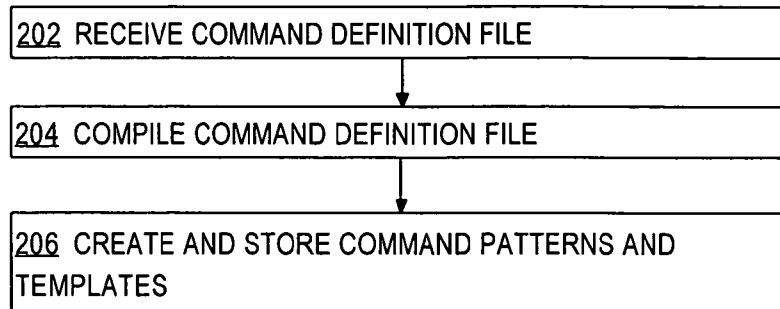 202 RECEIVE COMMAND DEFINITION FILE
204 COMPILE COMMAND DEFINITION FILE
206 CREATE AND STORE COMMAND PATTERNS AND
TEMPLATES